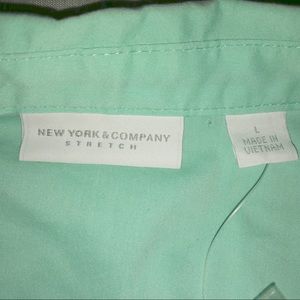 NEW YORK & COMPANY
STRETCH
L
MADE IN
VIETNAM